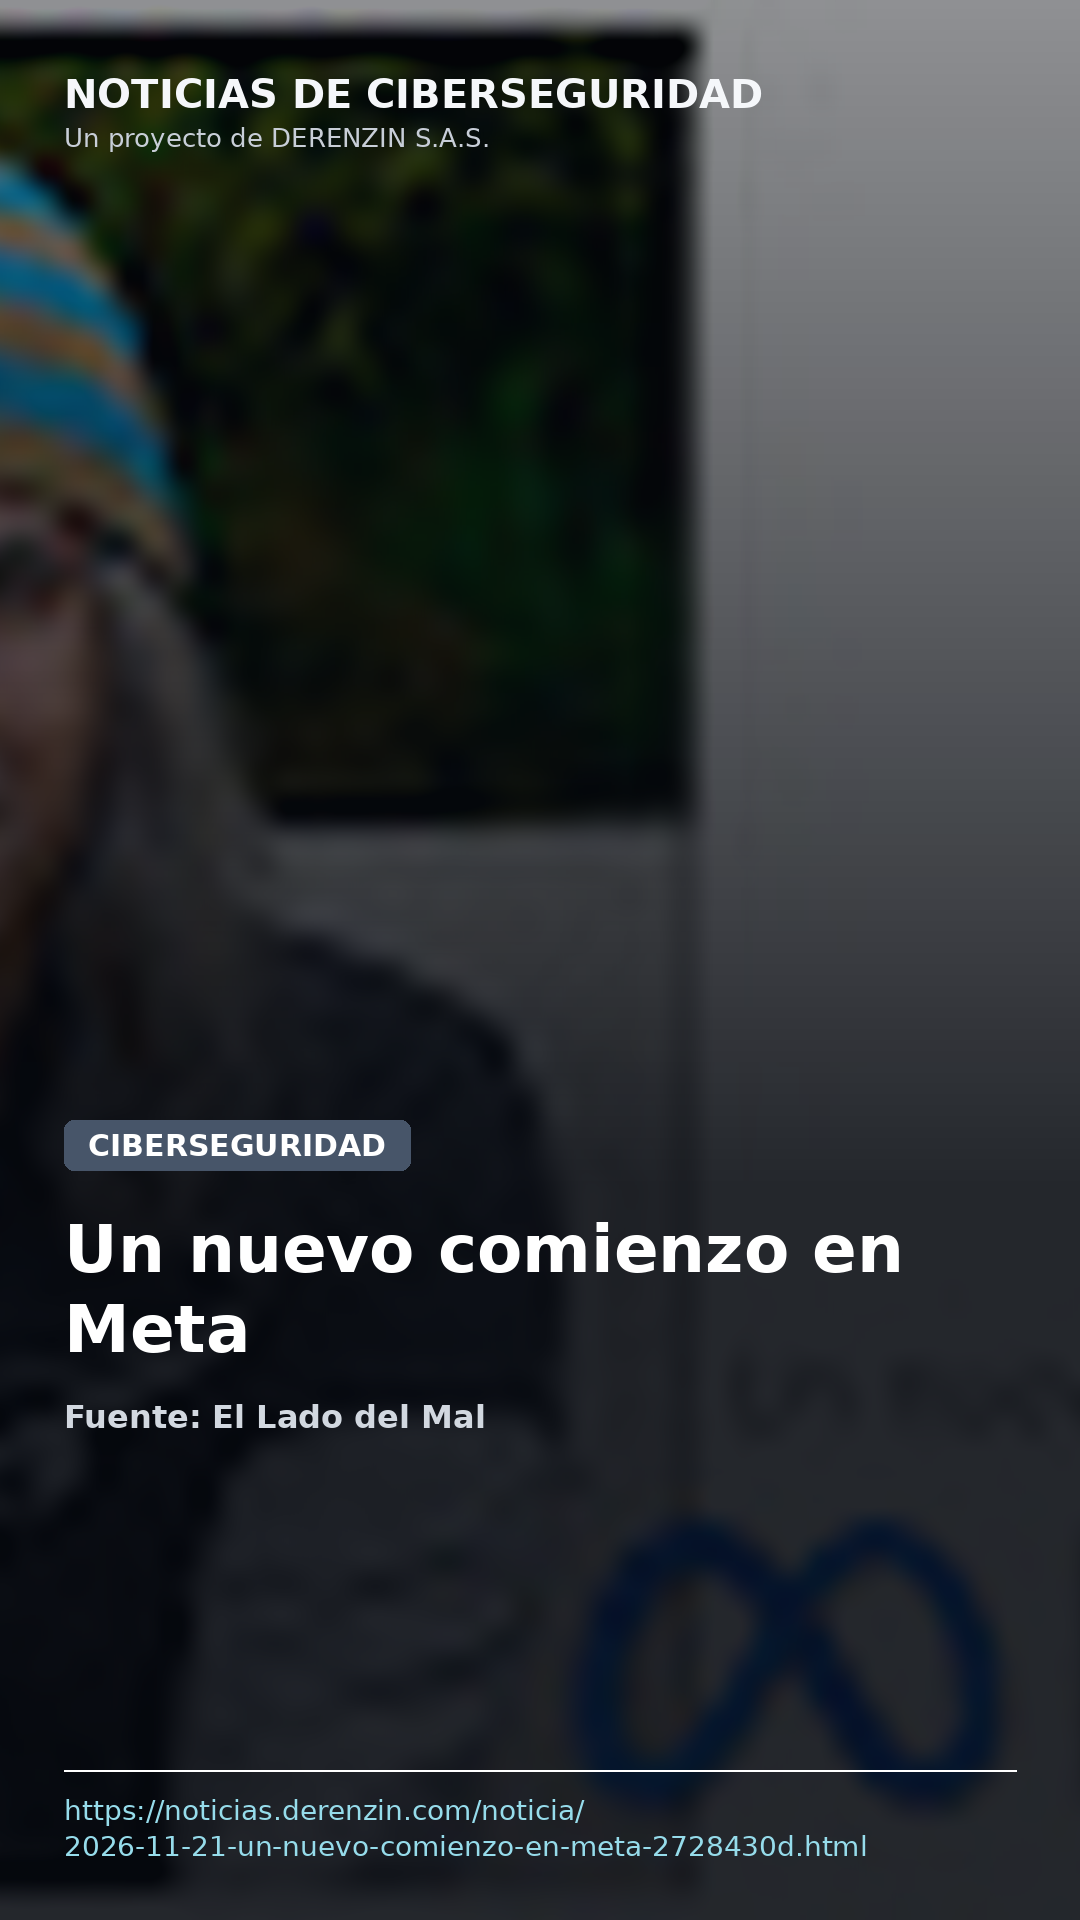 NOTICIAS DE CIBERSEGURIDAD
Un proyecto de DERENZIN S.A.S.
CIBERSEGURIDAD
Un nuevo comienzo en
Meta
Fuente: El Lado del Mal
https://noticias.derenzin.com/noticia/
2026-11-21-un-nuevo-comienzo-en-meta-2728430d.html